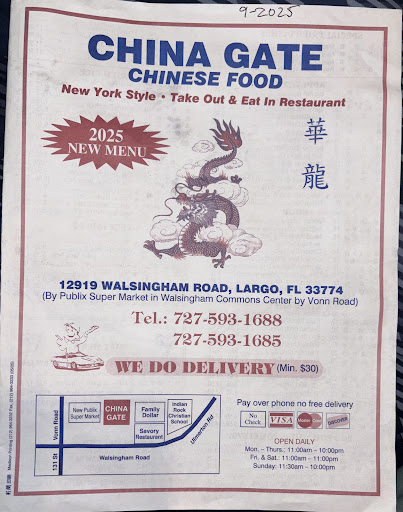 9-2025
CHINA GATE
CHINESE FOOD
New York Style • Take Out & Eat In Restaurant
2025
NEW MENU
華
龍
12919 WALSINGHAM ROAD, LARGO, FL 33774
(By Publix Super Market in Walsingham Commons Center by Vonn Road)
Tel.: 727-593-1688
727-593-1685
WE DO DELIVERY (Min. $30)
Vonn Road
131 St
New Publix
Super Market
CHINA
GATE
Family
Dollar
Savory
Restaurant
Indian
Rock
Christian
School
Ulmerton Rd
Walsingham Road
Pay over phone no free delivery
No
Check
VISA
MasterCard
DISCOVER
OPEN DAILY
Mon. - Thurs.: 11:00am - 10:00pm
Fri. & Sat.: 11:00am - 11:00pm
Sunday: 11:30am - 10:00pm